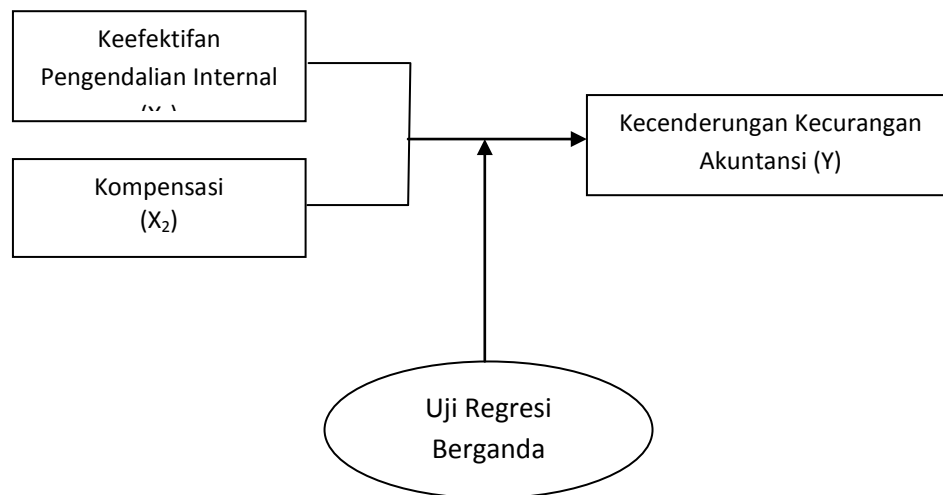 Keefektifan
Pengendalian Internal
Kompensasi
(X₂)
Kecenderungan Kecurangan
Akuntansi (Y)
Uji Regresi
Berganda